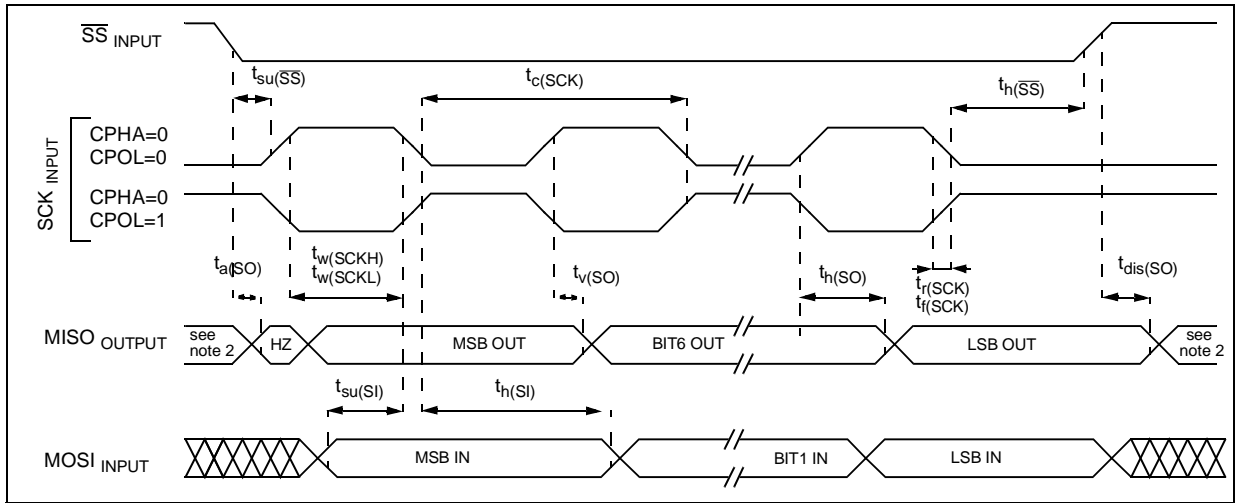 SS INPUT
tsu(SS)
tc(SCK)
th(SS)
SCK INPUT
CPHA=0
CPOL=0
CPHA=0
CPOL=1
ta(SO)
tw(SCKH)
tw(SCKL)
tv(SO)
th(SO)
tr(SCK)
tf(SCK)
tdis(SO)
MISO OUTPUT
see
note 2
HZ
MSB OUT
BIT6 OUT
LSB OUT
see
note 2
tsu(SI)
th(SI)
MOSI INPUT
MSB IN
BIT1 IN
LSB IN